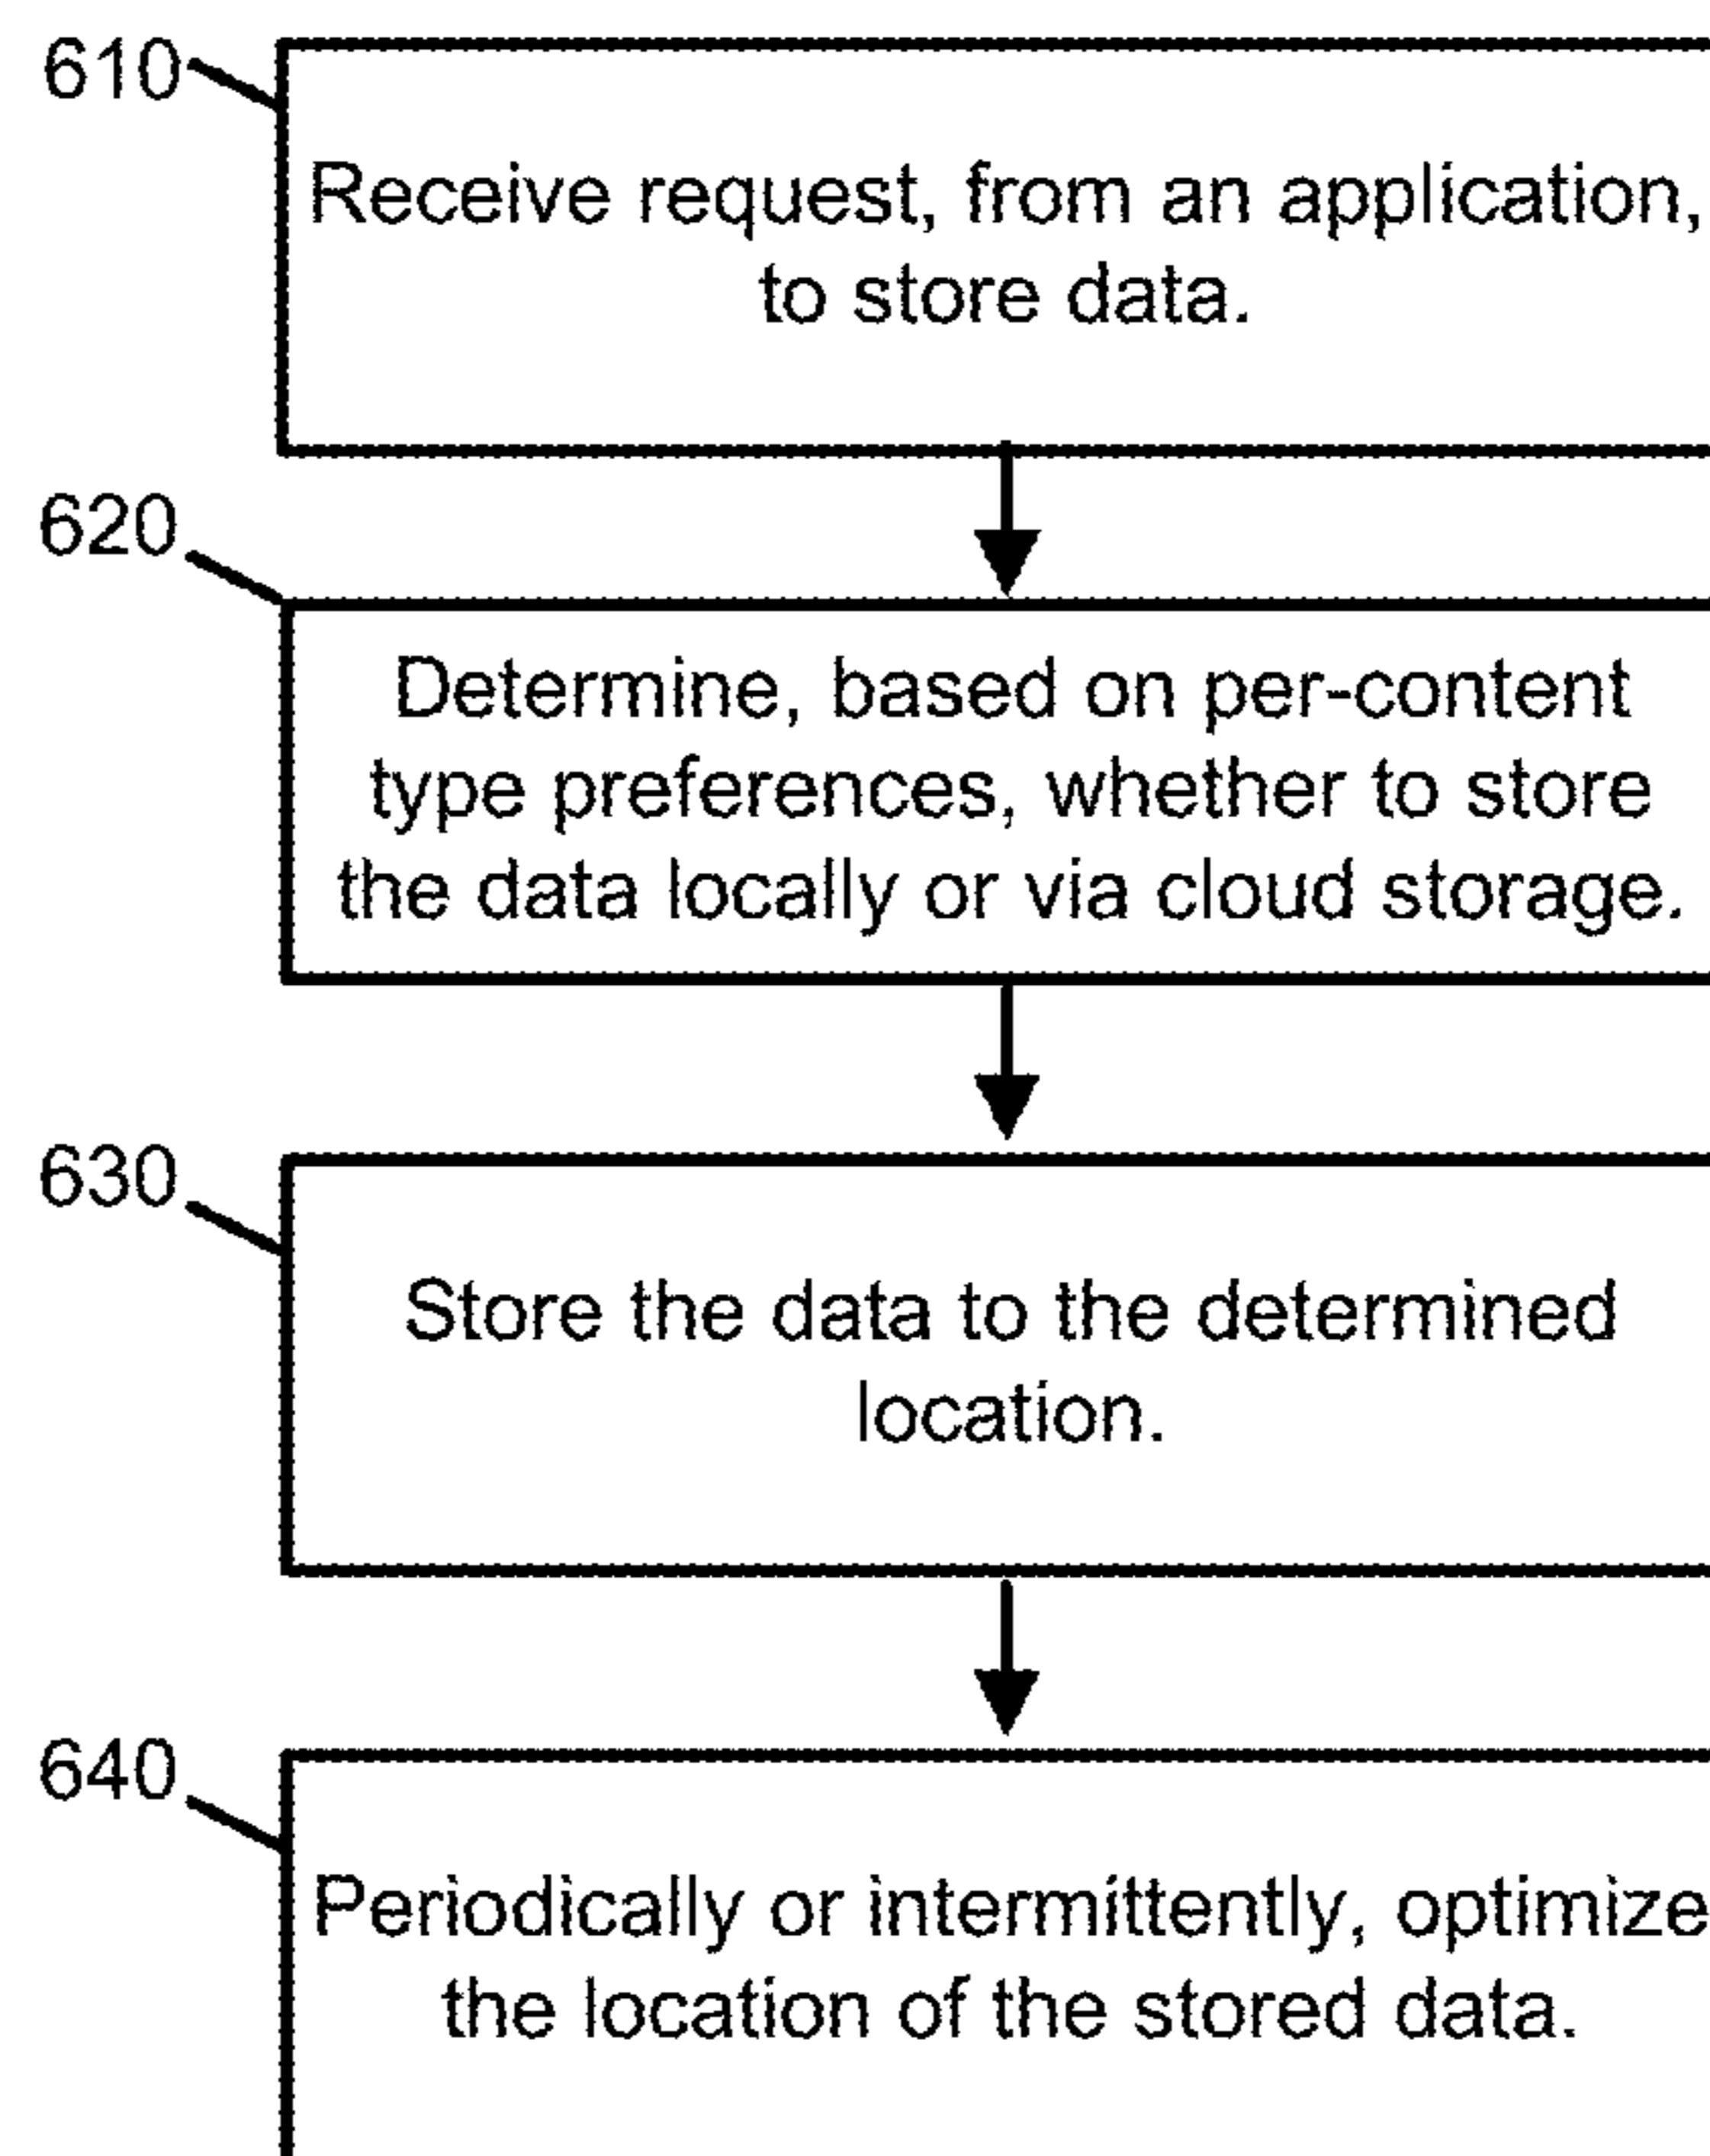 610
Receive request, from an application,
to store data.
620
Determine, based on per-content
type preferences, whether to store
the data locally or via cloud storage.
630
Store the data to the determined
location.
640
Periodically or intermittently, optimize
the location of the stored data.